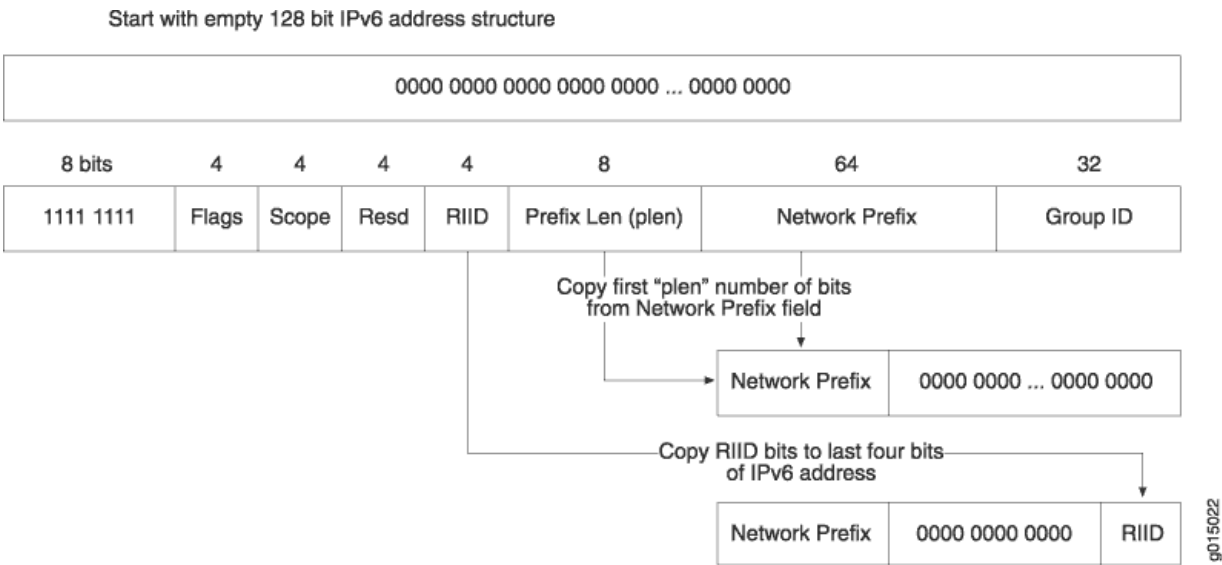 Start with empty 128 bit IPv6 address structure
0000 0000 0000 0000 0000 ... 0000 0000
8 bits 4 4 4 4 8 64 32
1111 1111 Flags Scope Resd RIID Prefix Len (plen) Network Prefix Group ID
Copy first “plen” number of bits
from Network Prefix field
Network Prefix 0000 0000 ... 0000 0000
Copy RIID bits to last four bits
of IPv6 address
Network Prefix 0000 0000 0000 RIID
g015022